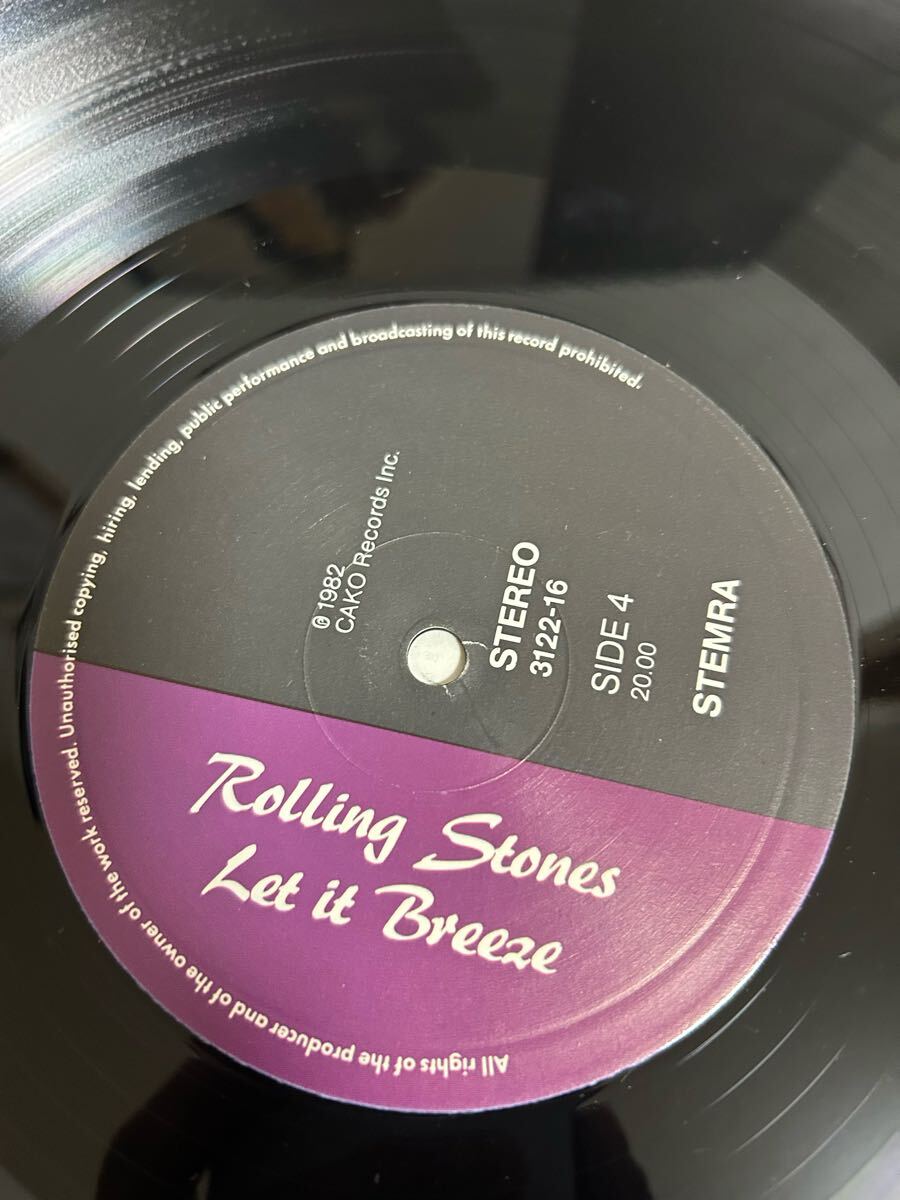 All rights of the producer and of the owner of the work reserved. Unauthorised copying, hiring, lending, public performance and broadcasting of this record prohibited.
℗ 1982
CAKO Records Inc.
STEREO
3122-16
SIDE 4
20.00
STEMRA
Rolling Stones
Let it Breeze